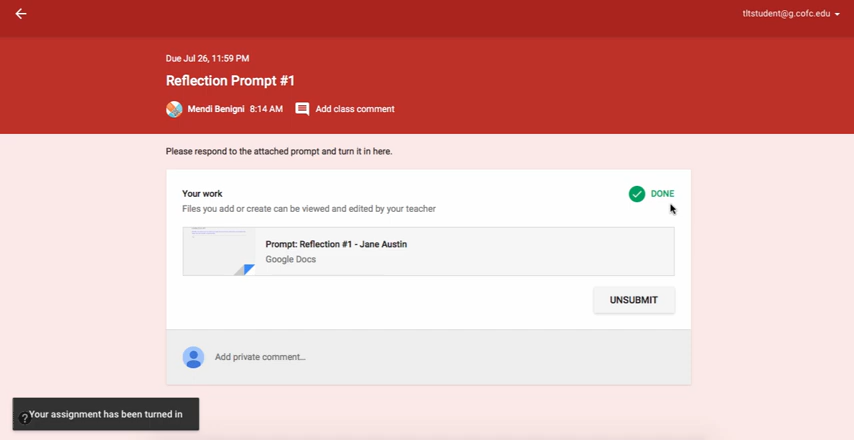 tltstudent@g.cofc.edu
Due Jul 26, 11:59 PM
Reflection Prompt #1
Mendi Benigni 8:14 AM Add class comment
Please respond to the attached prompt and turn it in here.
Your work
DONE
Files you add or create can be viewed and edited by your teacher
Prompt: Reflection #1 - Jane Austin
Google Docs
UNSUBMIT
Add private comment...
Your assignment has been turned in
?